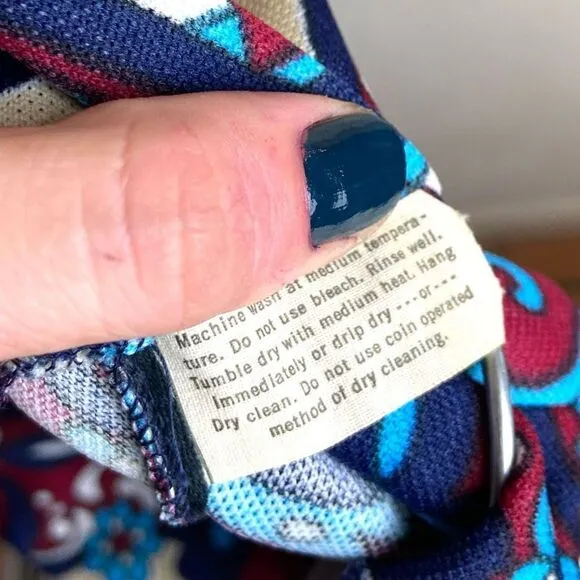 Machine wash at medium tempera-
ture. Do not use bleach. Rinse well.
Tumble dry with medium heat. Hang
Immediately or drip dry ---or---
Dry clean. Do not use coin operated
method of dry cleaning.